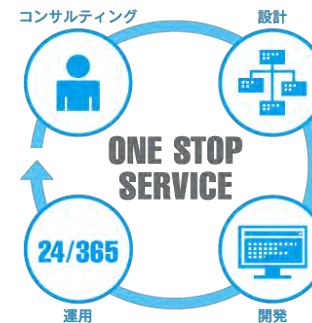 コンサルティング
設計
ONE STOP
SERVICE
24/365
運用
開発